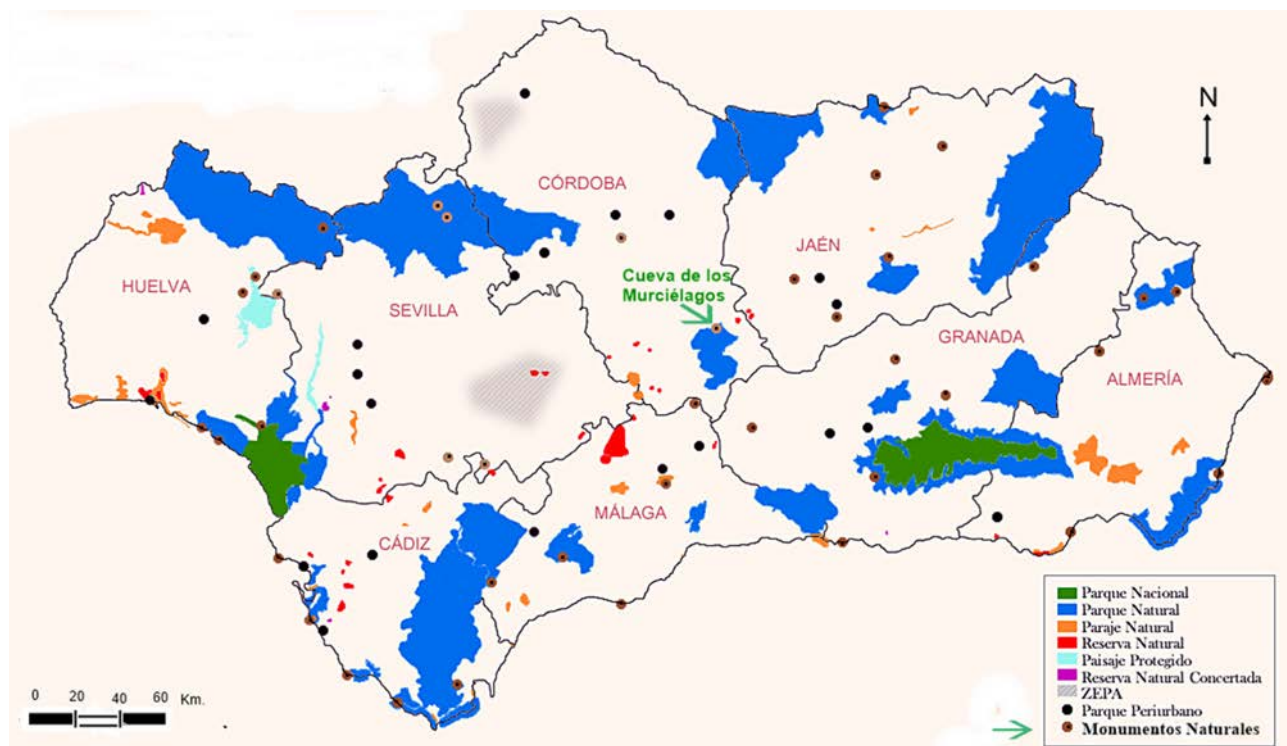 N
CÓRDOBA
JAÉN
Cueva de los
Murciélagos
HUELVA
SEVILLA
GRANADA
ALMERÍA
MÁLAGA
CÁDIZ
Parque Nacional
Parque Natural
Paraje Natural
Reserva Natural
Paisaje Protegido
Reserva Natural Concertada
ZEPA
Parque Periurbano
Monumentos Naturales
0 20 40 60 Km.